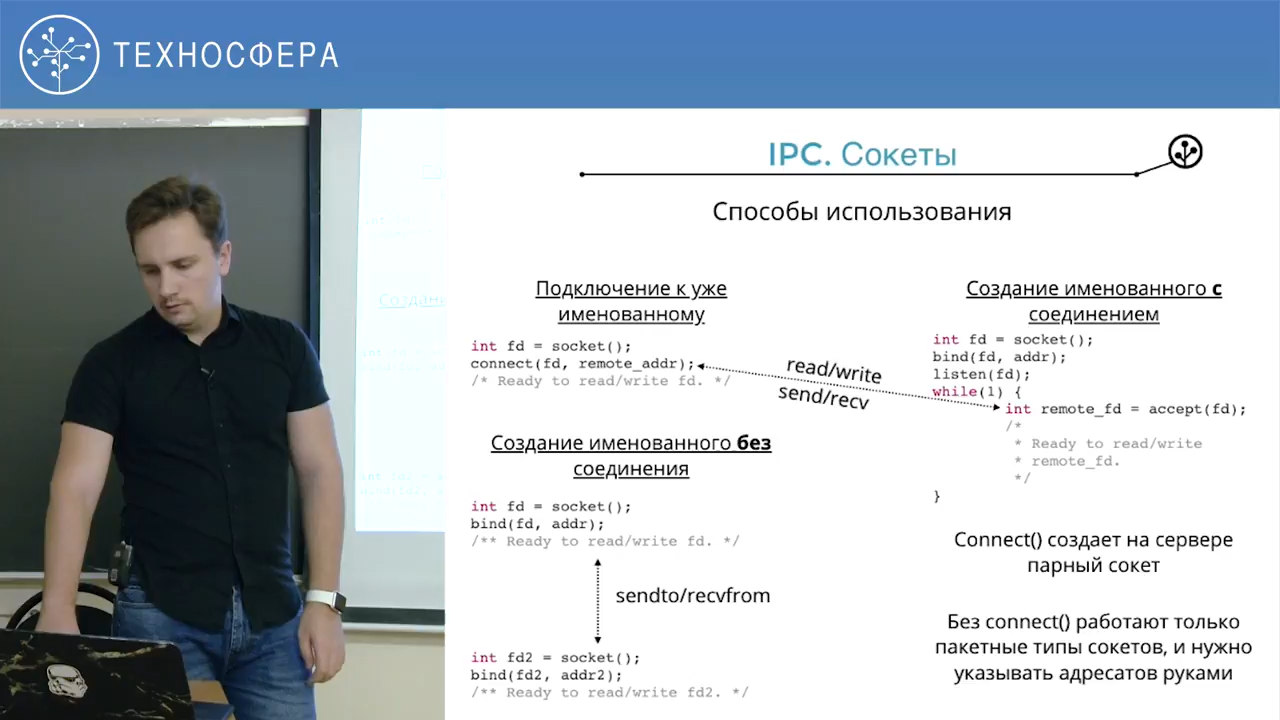 ТЕХНОСФЕРА
IPC. Сокеты
Способы использования
Подключение к уже
именованному
int fd = socket();
connect(fd, remote_addr);
/* Ready to read/write fd. */
read/write
send/recv
Создание именованного с
соединением
int fd = socket();
bind(fd, addr);
listen(fd);
while(1) {
int remote_fd = accept(fd);
/*
* Ready to read/write
* remote_fd.
*/
}
Создание именованного без
соединения
int fd = socket();
bind(fd, addr);
/** Ready to read/write fd. */
sendto/recvfrom
int fd2 = socket();
bind(fd2, addr2);
/** Ready to read/write fd2. */
Connect() создает на сервере
парный сокет
Без connect() работают только
пакетные типы сокетов, и нужно
указывать адресатов руками